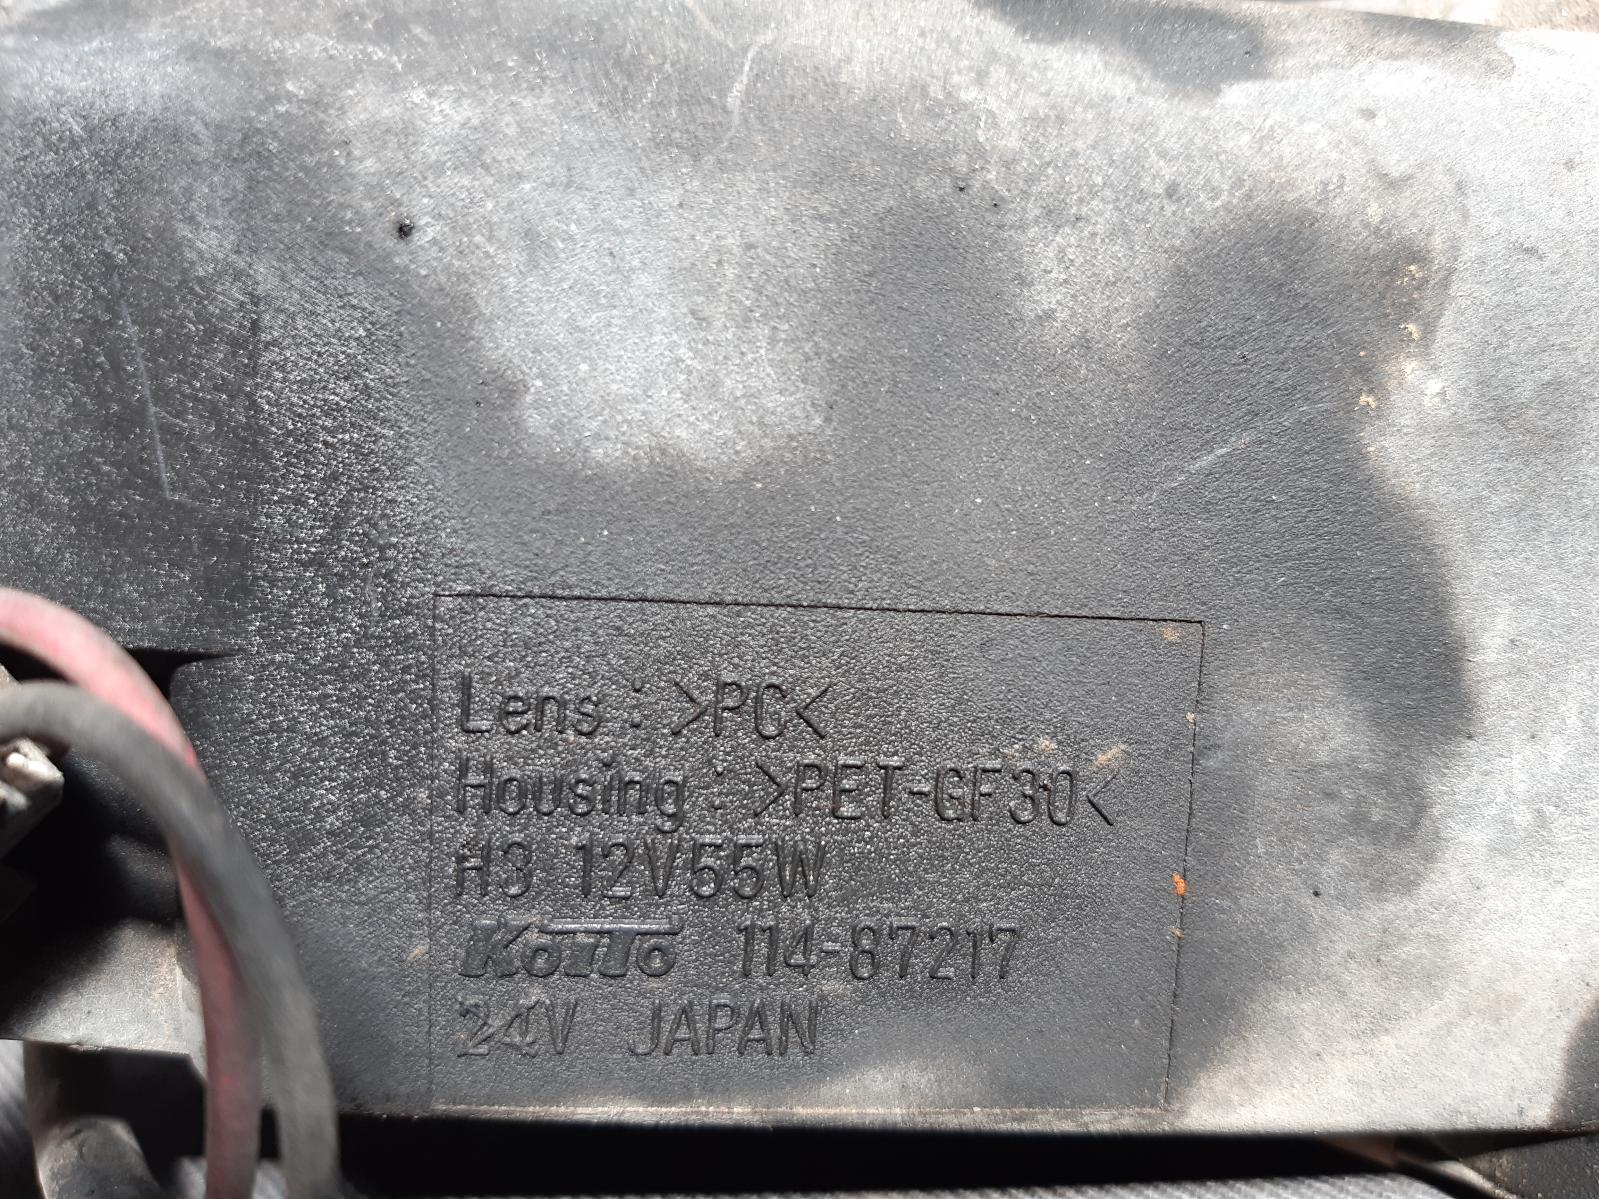 Lens : >PC<
Housing : >PET-GF30<
H3 12V55W
KOITO 114-87217
24V JAPAN